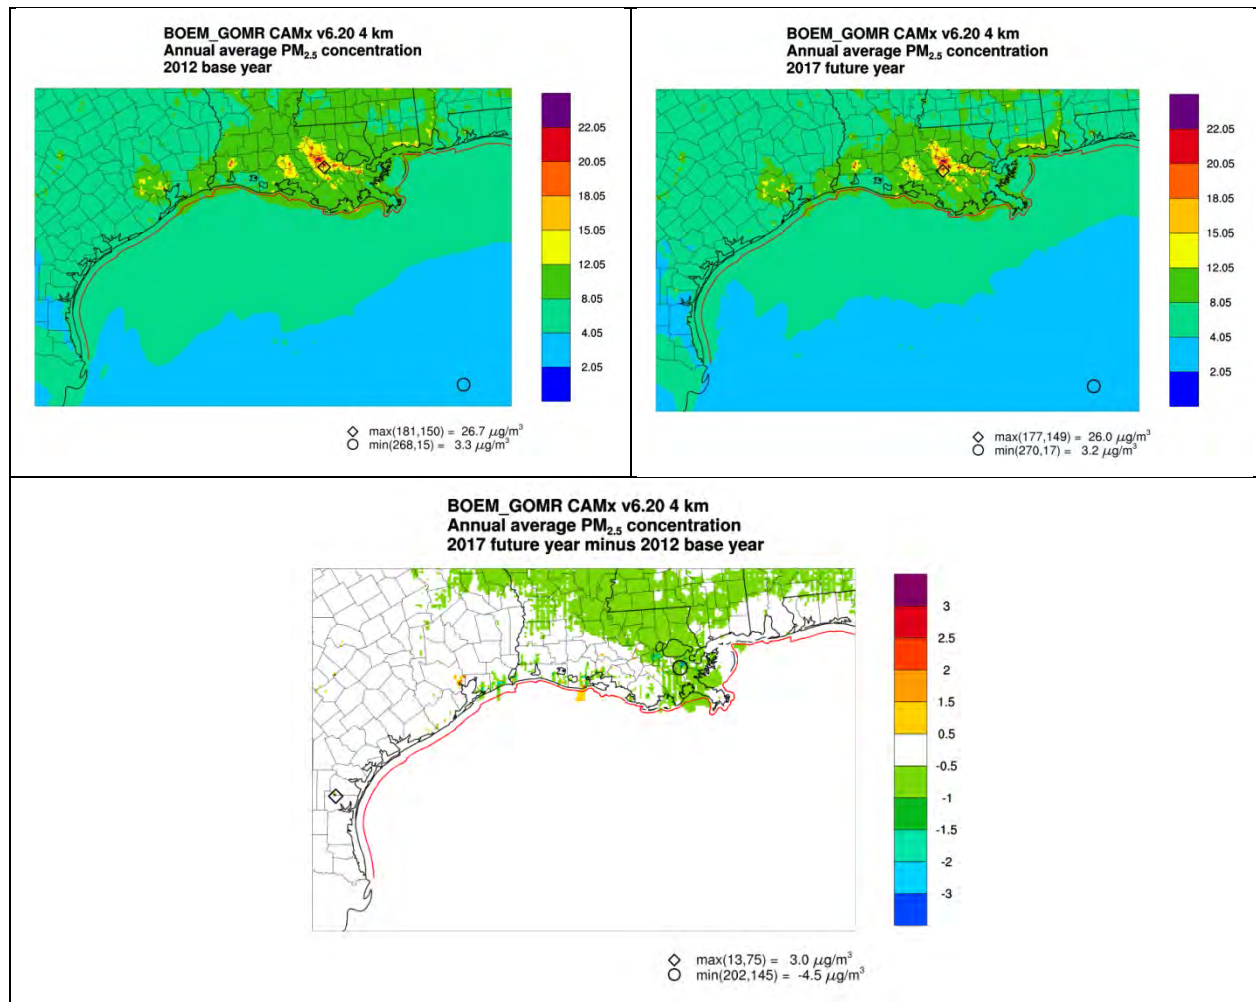 BOEM_GOMR CAMx v6.20 4 km
Annual average PM2.5 concentration
2012 base year
22.05
20.05
18.05
15.05
12.05
8.05
4.05
2.05
max(181,150) = 26.7 μg/m3
min(268,15) = 3.3 μg/m3
BOEM_GOMR CAMx v6.20 4 km
Annual average PM2.5 concentration
2017 future year
22.05
20.05
18.05
15.05
12.05
8.05
4.05
2.05
max(177,149) = 26.0 μg/m3
min(270,17) = 3.2 μg/m3
BOEM_GOMR CAMx v6.20 4 km
Annual average PM2.5 concentration
2017 future year minus 2012 base year
3
2.5
2
1.5
0.5
-0.5
-1
-1.5
-2
-3
max(13,75) = 3.0 μg/m3
min(202,145) = -4.5 μg/m3